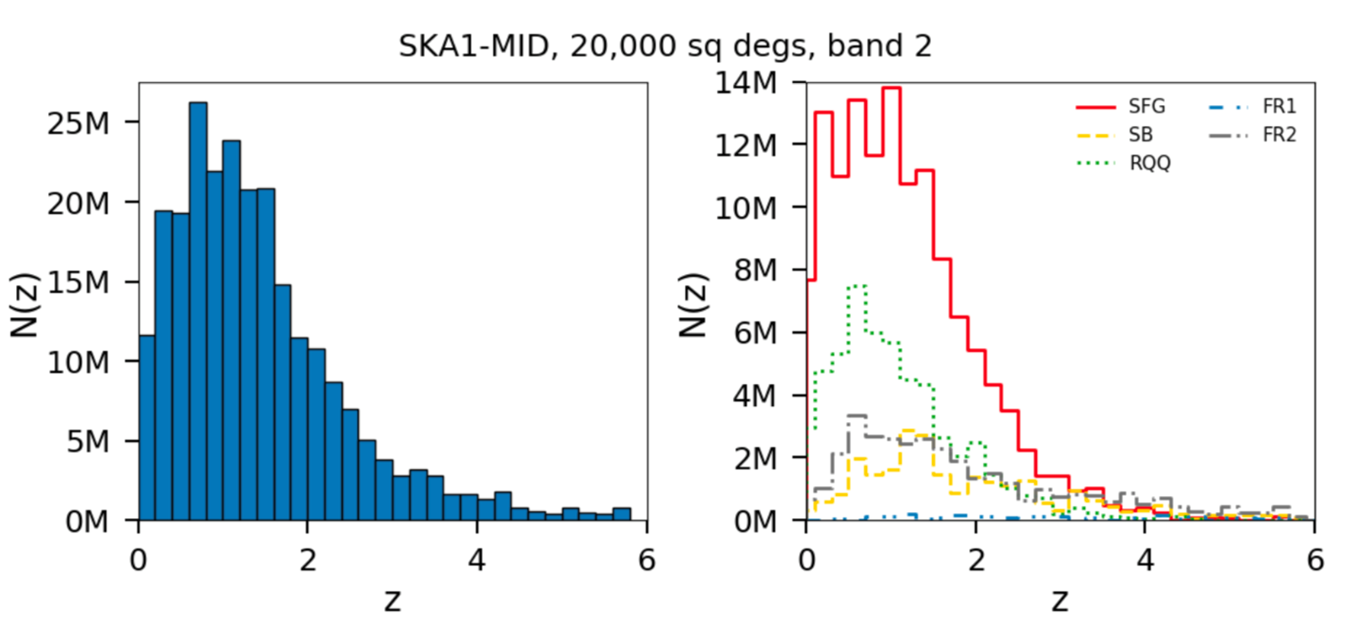 SKA1-MID, 20,000 sq degs, band 2
25M
20M
15M
10M
5M
0M
N(z)
0
2
4
6
z
14M
12M
10M
8M
6M
4M
2M
0M
N(z)
0
2
4
6
z
SFG
SB
RQQ
FR1
FR2